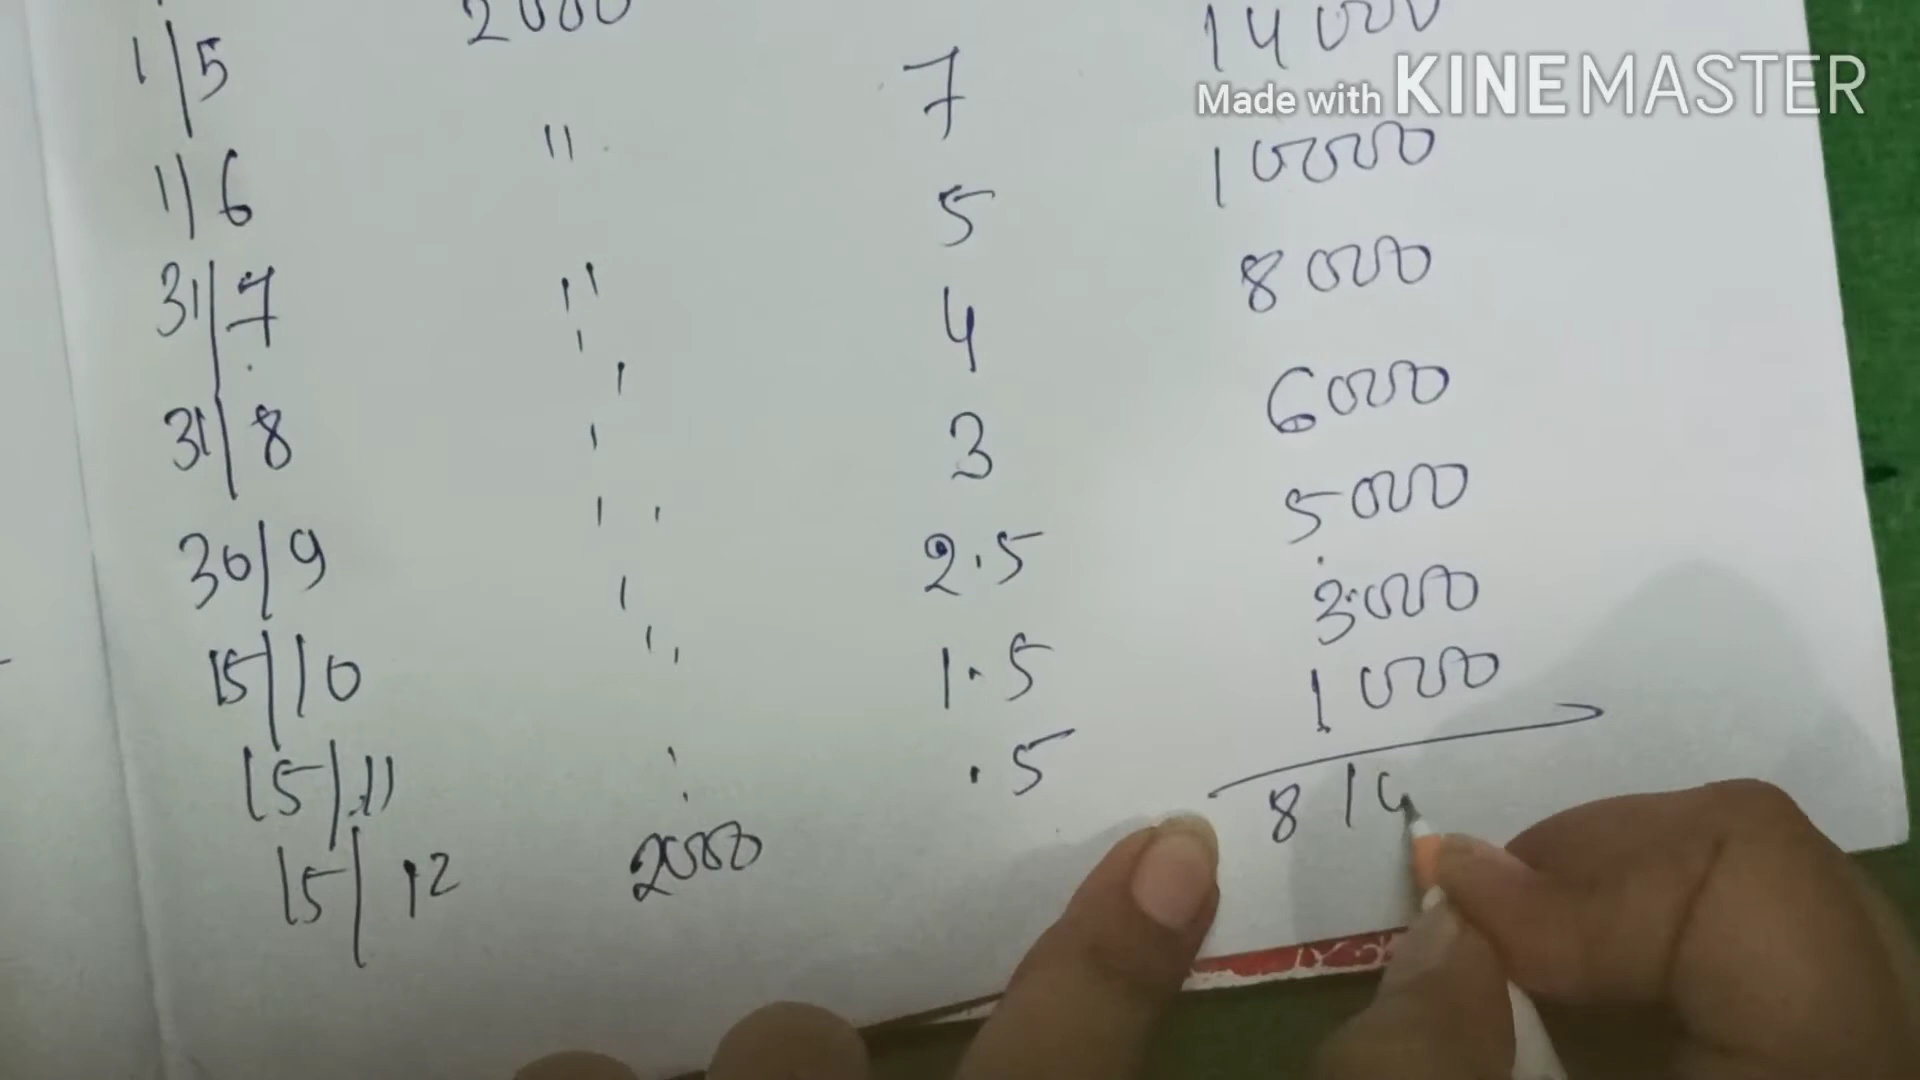 1/5 2000 7 14000
Made with KINEMASTER
1/6 " 5 10000
31/7 " 4 8000
31/8 " 3 6000
30/9 " 2.5 5000
15/10 " 1.5 3000
15/11 " .5 1000
15/12 2000 81